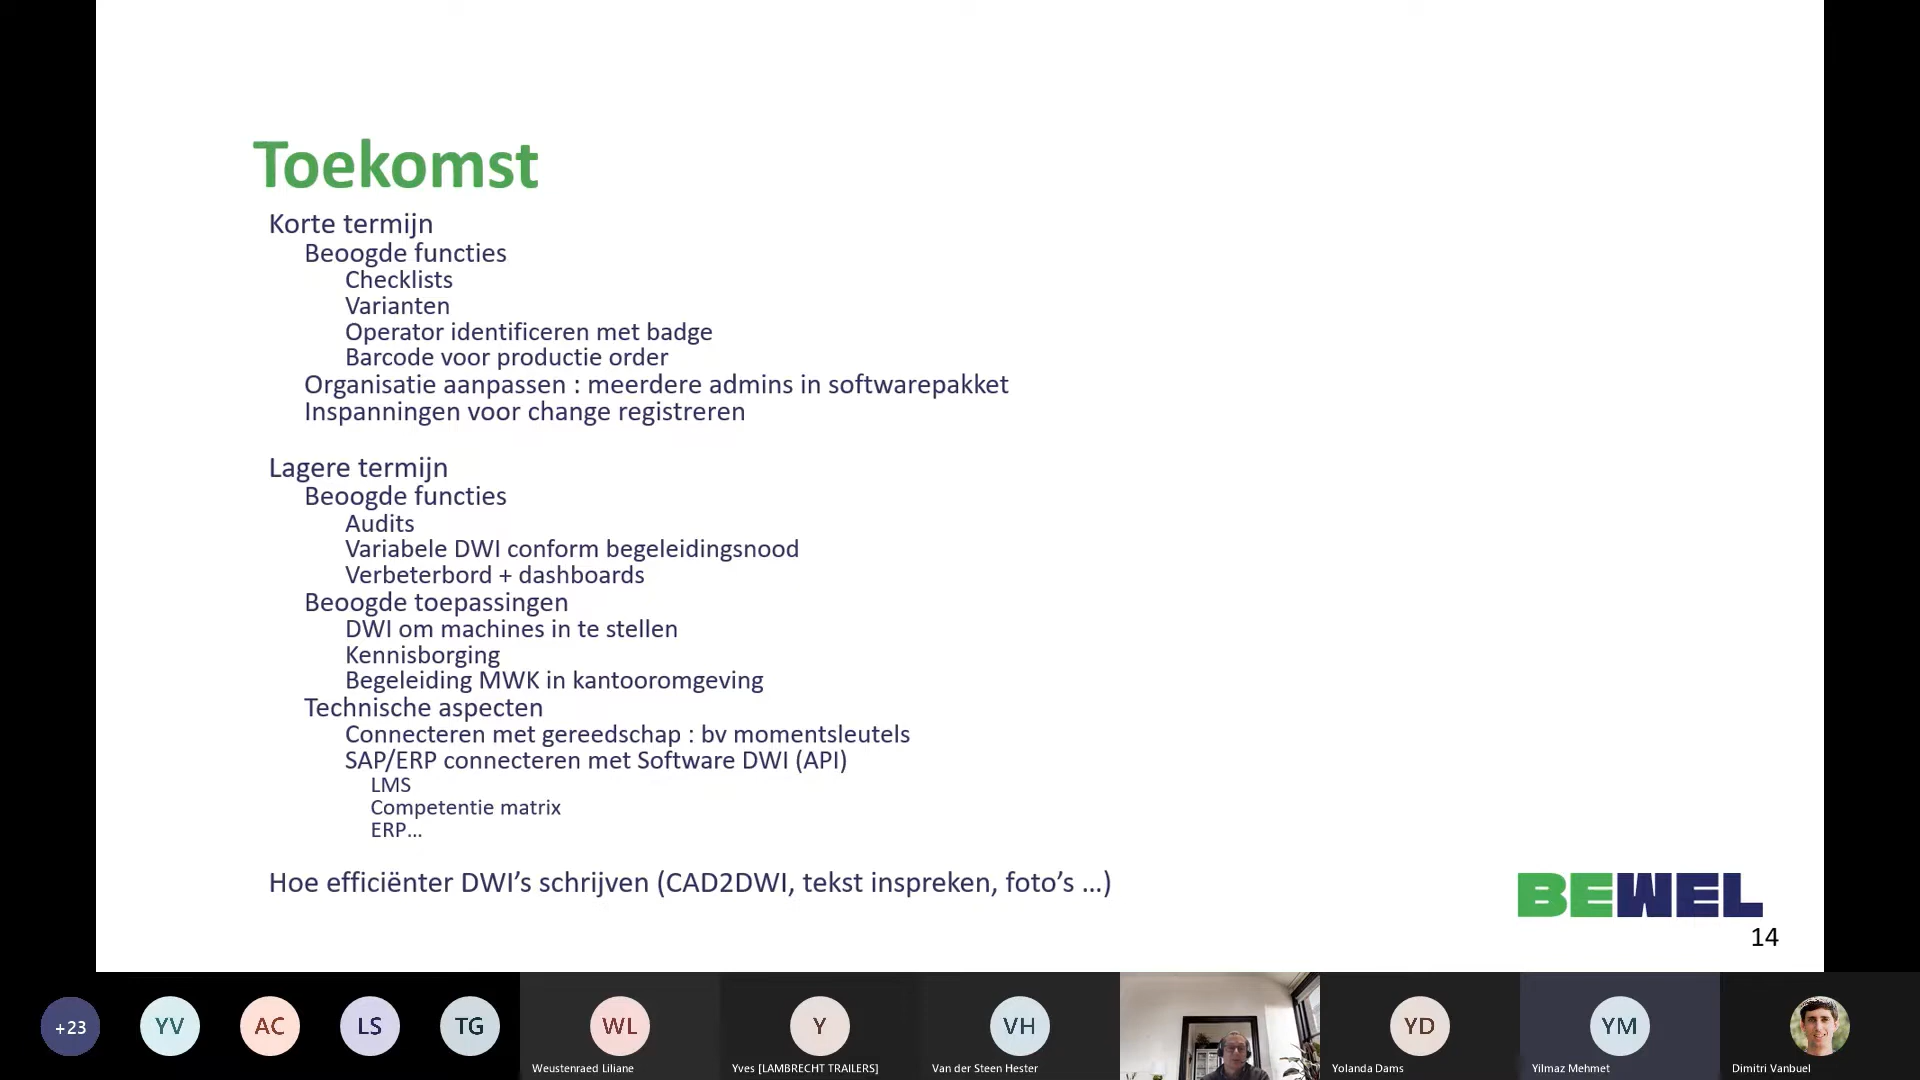 Toekomst
Korte termijn
Beoogde functies
Checklists
Varianten
Operator identificeren met badge
Barcode voor productie order
Organisatie aanpassen : meerdere admins in softwarepakket
Inspanningen voor change registreren
Lagere termijn
Beoogde functies
Audits
Variabele DWI conform begeleidingsnood
Verbeterbord + dashboards
Beoogde toepassingen
DWI om machines in te stellen
Kennisborging
Begeleiding MWK in kantooromgeving
Technische aspecten
Connecteren met gereedschap : bv momentsleutels
SAP/ERP connecteren met Software DWI (API)
LMS
Competentie matrix
ERP...
Hoe efficiënter DWI’s schrijven (CAD2DWI, tekst inspreken, foto’s ...)
BEWEL
14
+23
YV
AC
LS
TG
WL
Y
VH
YD
YM
Weustenraed Liliane
Yves [LAMBRECHT TRAILERS]
Van der Steen Hester
Yolanda Dams
Yilmaz Mehmet
Dimitri Vanbuel